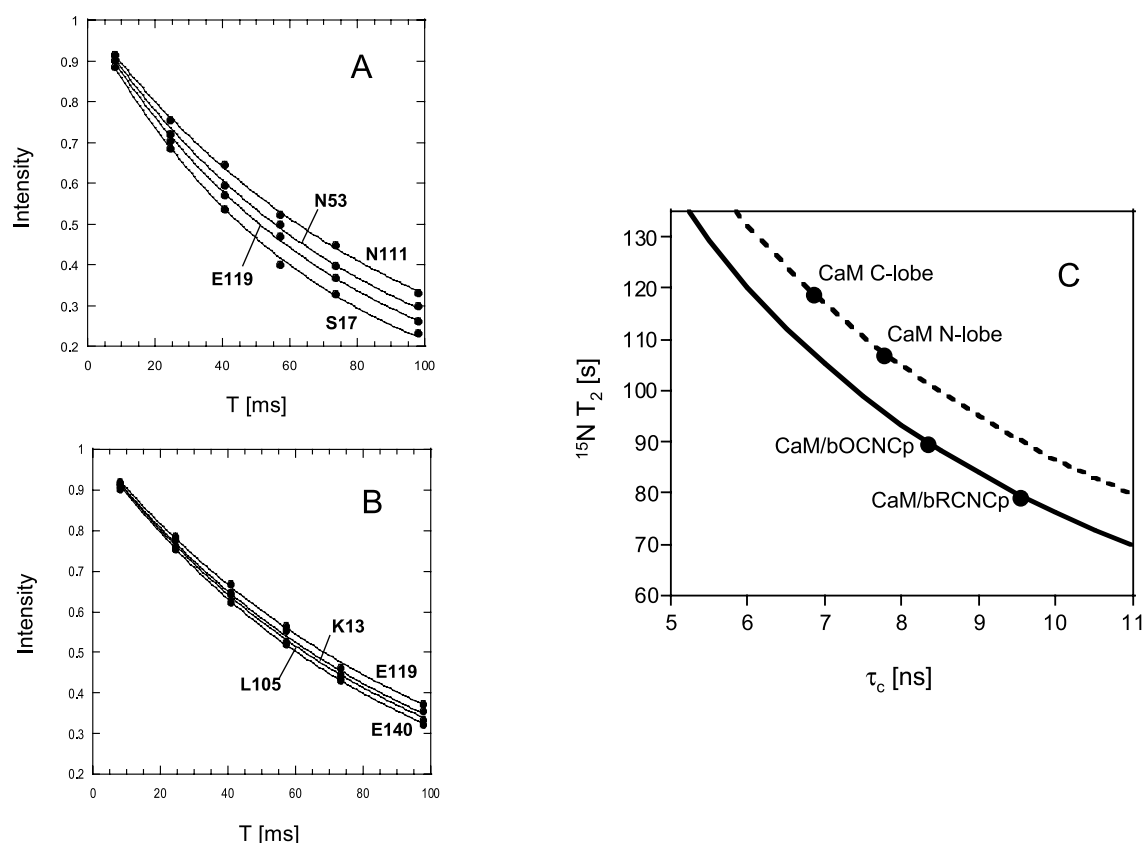 A
Intensity
1
0.9
0.8
0.7
0.6
0.5
0.4
0.3
0.2
N53
N111
E119
S17
0 20 40 60 80 100
T [ms]
B
Intensity
1
0.9
0.8
0.7
0.6
0.5
0.4
0.3
0.2
K13
E119
L105
E140
0 20 40 60 80 100
T [ms]
C
¹⁵N T₂ [s]
130
120
110
100
90
80
70
60
CaM C-lobe
CaM N-lobe
CaM/bOCNCp
CaM/bRCNCp
5 6 7 8 9 10 11
τc [ns]